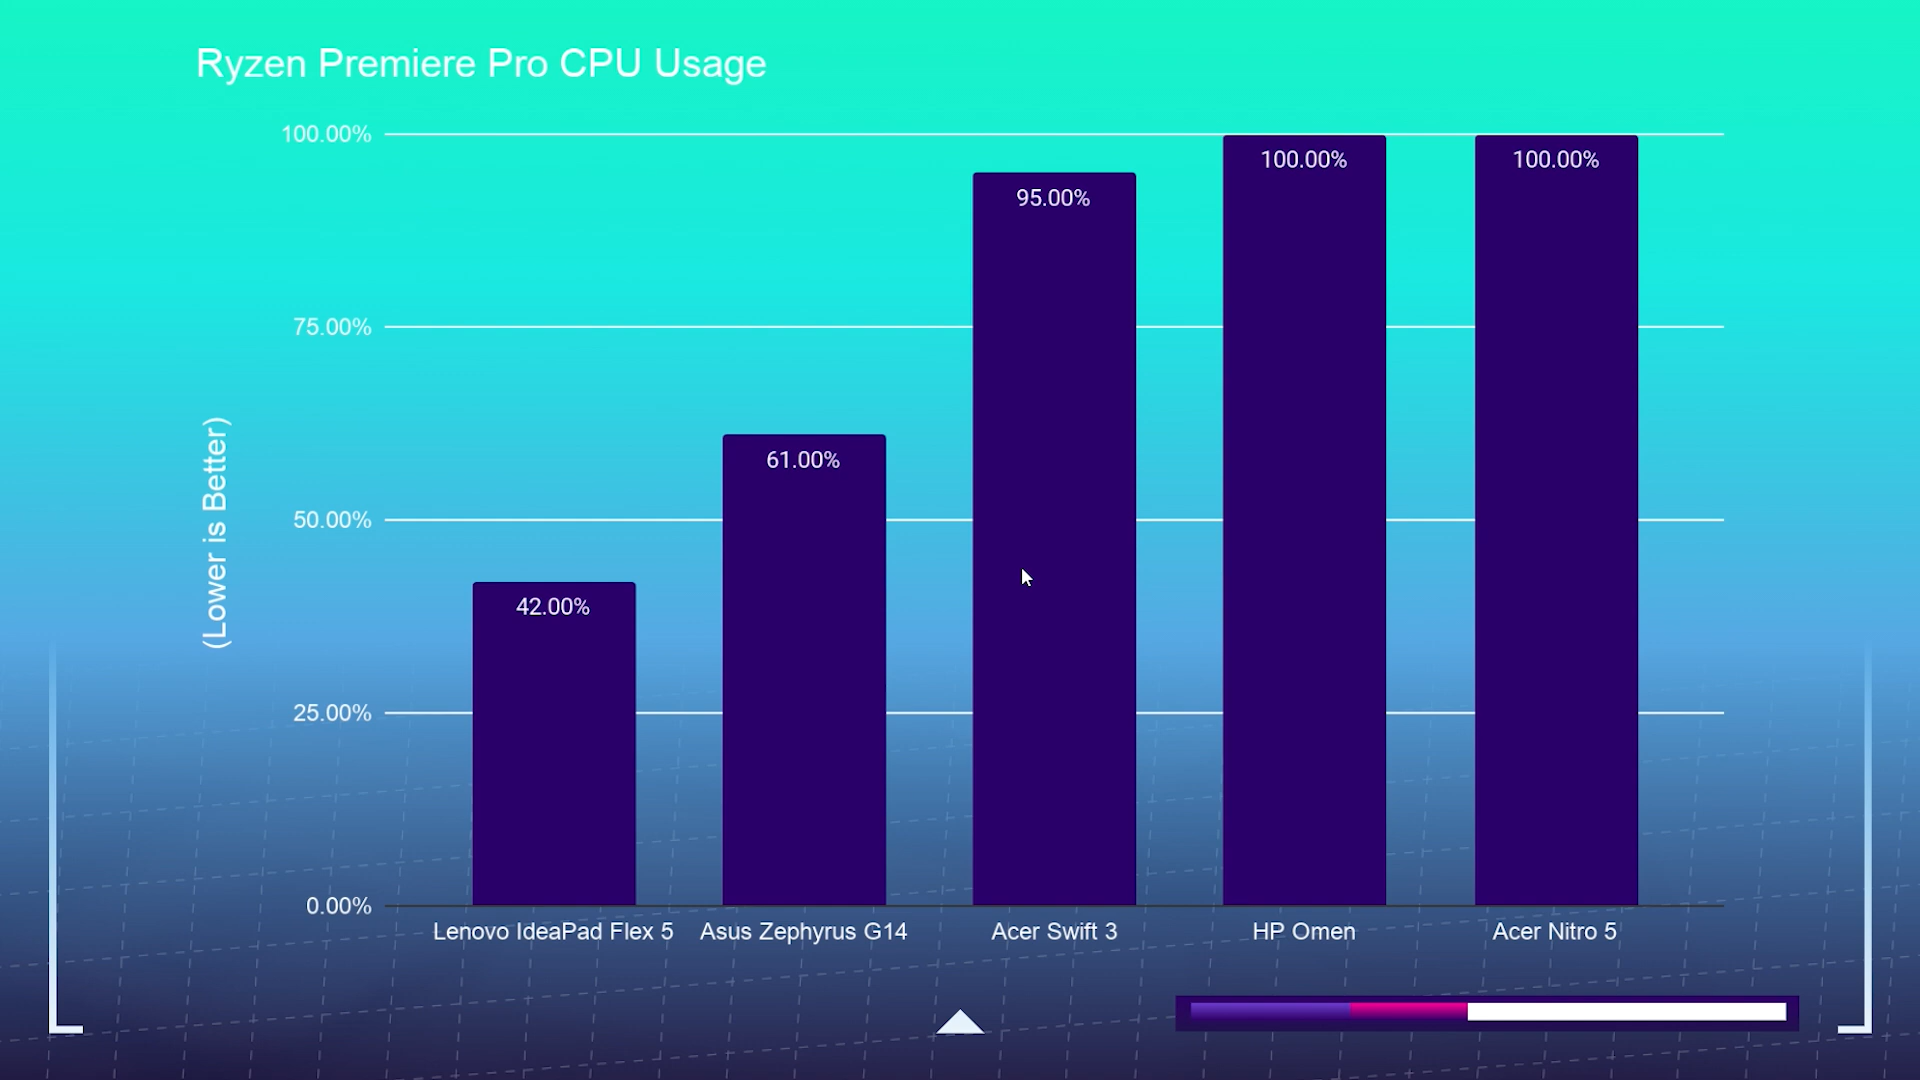 Ryzen Premiere Pro CPU Usage
(Lower is Better)
100.00%
75.00%
50.00%
25.00%
0.00%
42.00%
61.00%
95.00%
100.00%
100.00%
Lenovo IdeaPad Flex 5
Asus Zephyrus G14
Acer Swift 3
HP Omen
Acer Nitro 5